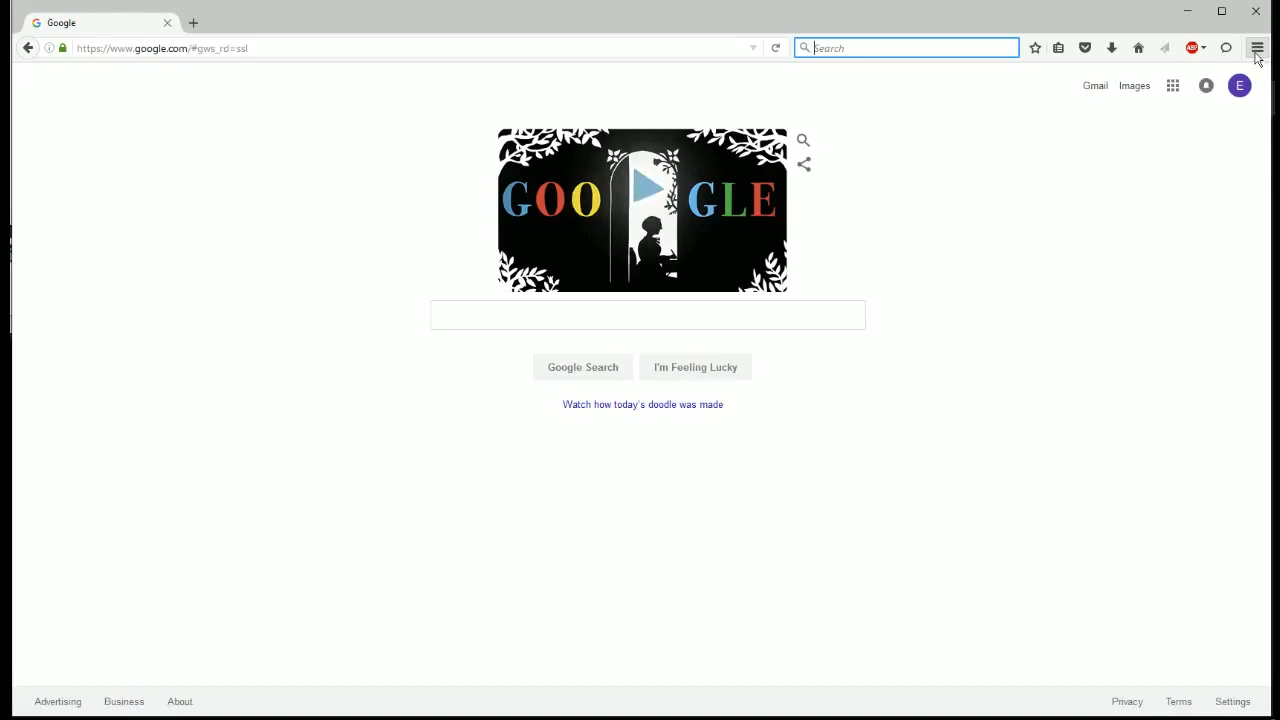 Google
https://www.google.com/#gws_rd=ssl
Search
ABP
Gmail
Images
E
GOO GLE
Google Search
I'm Feeling Lucky
Watch how today's doodle was made
Advertising
Business
About
Privacy
Terms
Settings